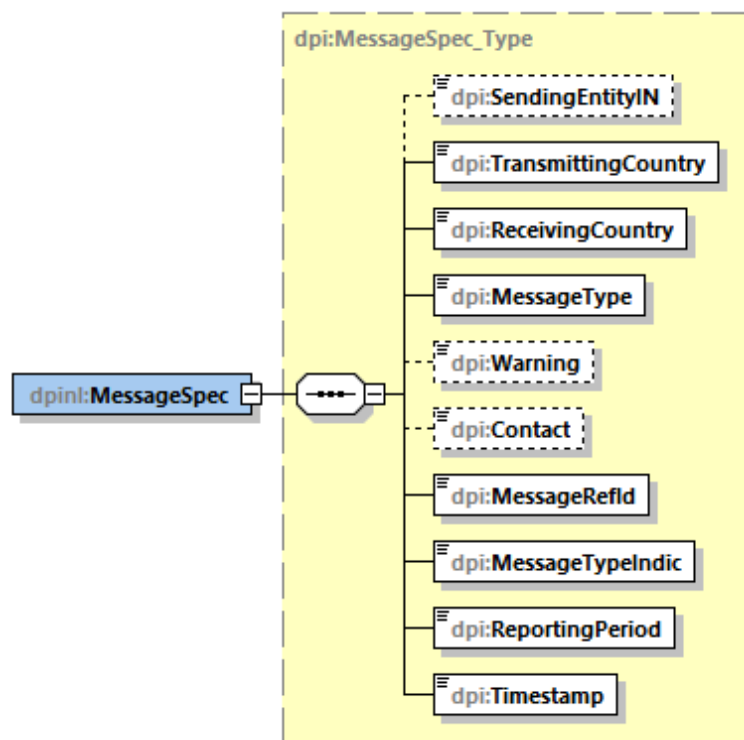 dpi:MessageSpec_Type
dpi:SendingEntityIN
dpi:TransmittingCountry
dpi:ReceivingCountry
dpi:MessageType
dpi:Warning
dpinl:MessageSpec
dpi:Contact
dpi:MessageRefId
dpi:MessageTypeIndic
dpi:ReportingPeriod
dpi:Timestamp